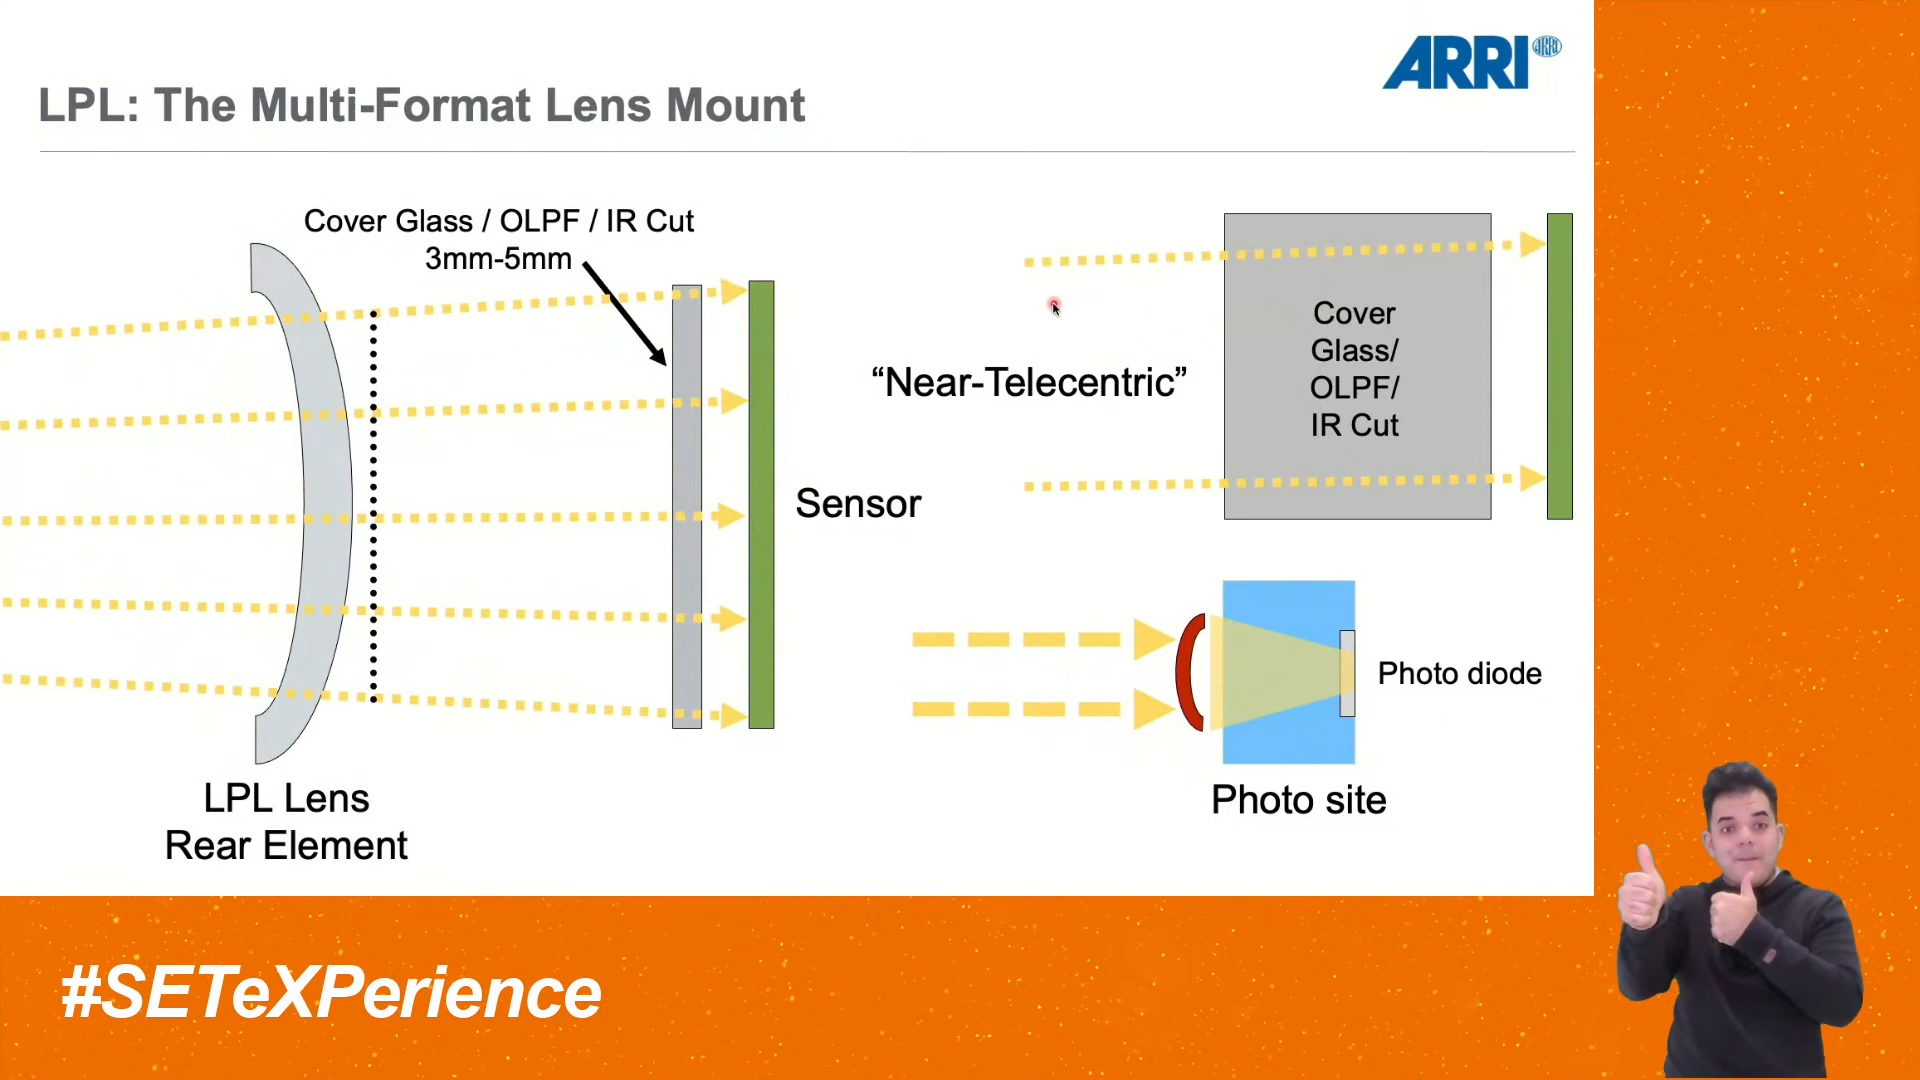 ARRI
ARRI
LPL: The Multi-Format Lens Mount
Cover Glass / OLPF / IR Cut
3mm-5mm
“Near-Telecentric”
Cover
Glass/
OLPF/
IR Cut
Sensor
Photo diode
Photo site
LPL Lens
Rear Element
#SETeXPerience